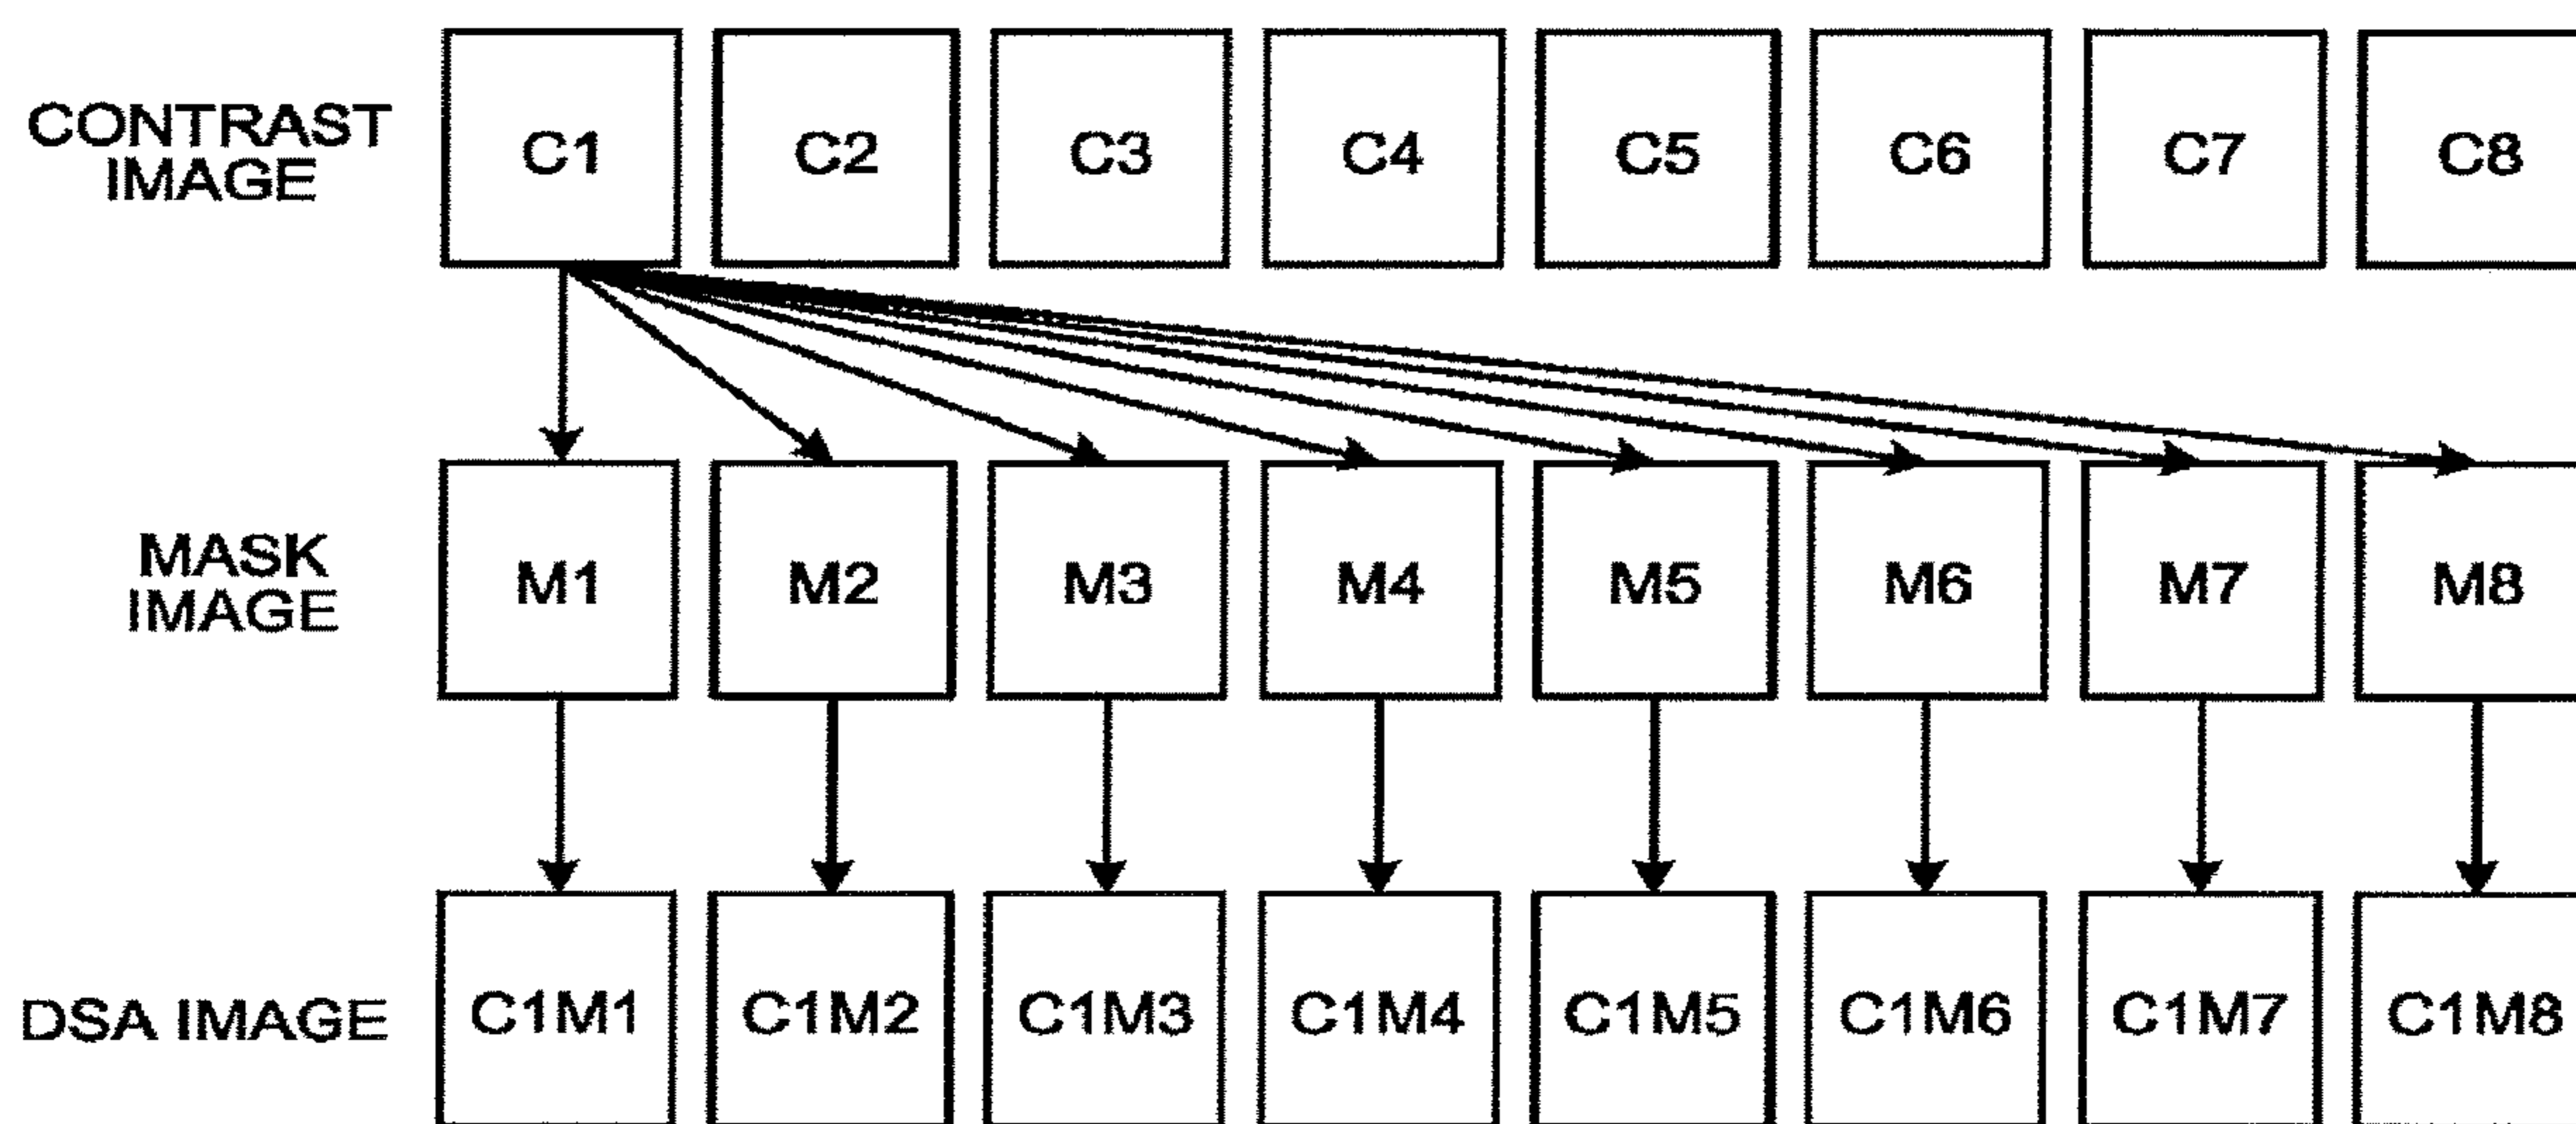 CONTRAST
IMAGE
C1 C2 C3 C4 C5 C6 C7 C8
MASK
IMAGE
M1 M2 M3 M4 M5 M6 M7 M8
DSA IMAGE
C1M1 C1M2 C1M3 C1M4 C1M5 C1M6 C1M7 C1M8